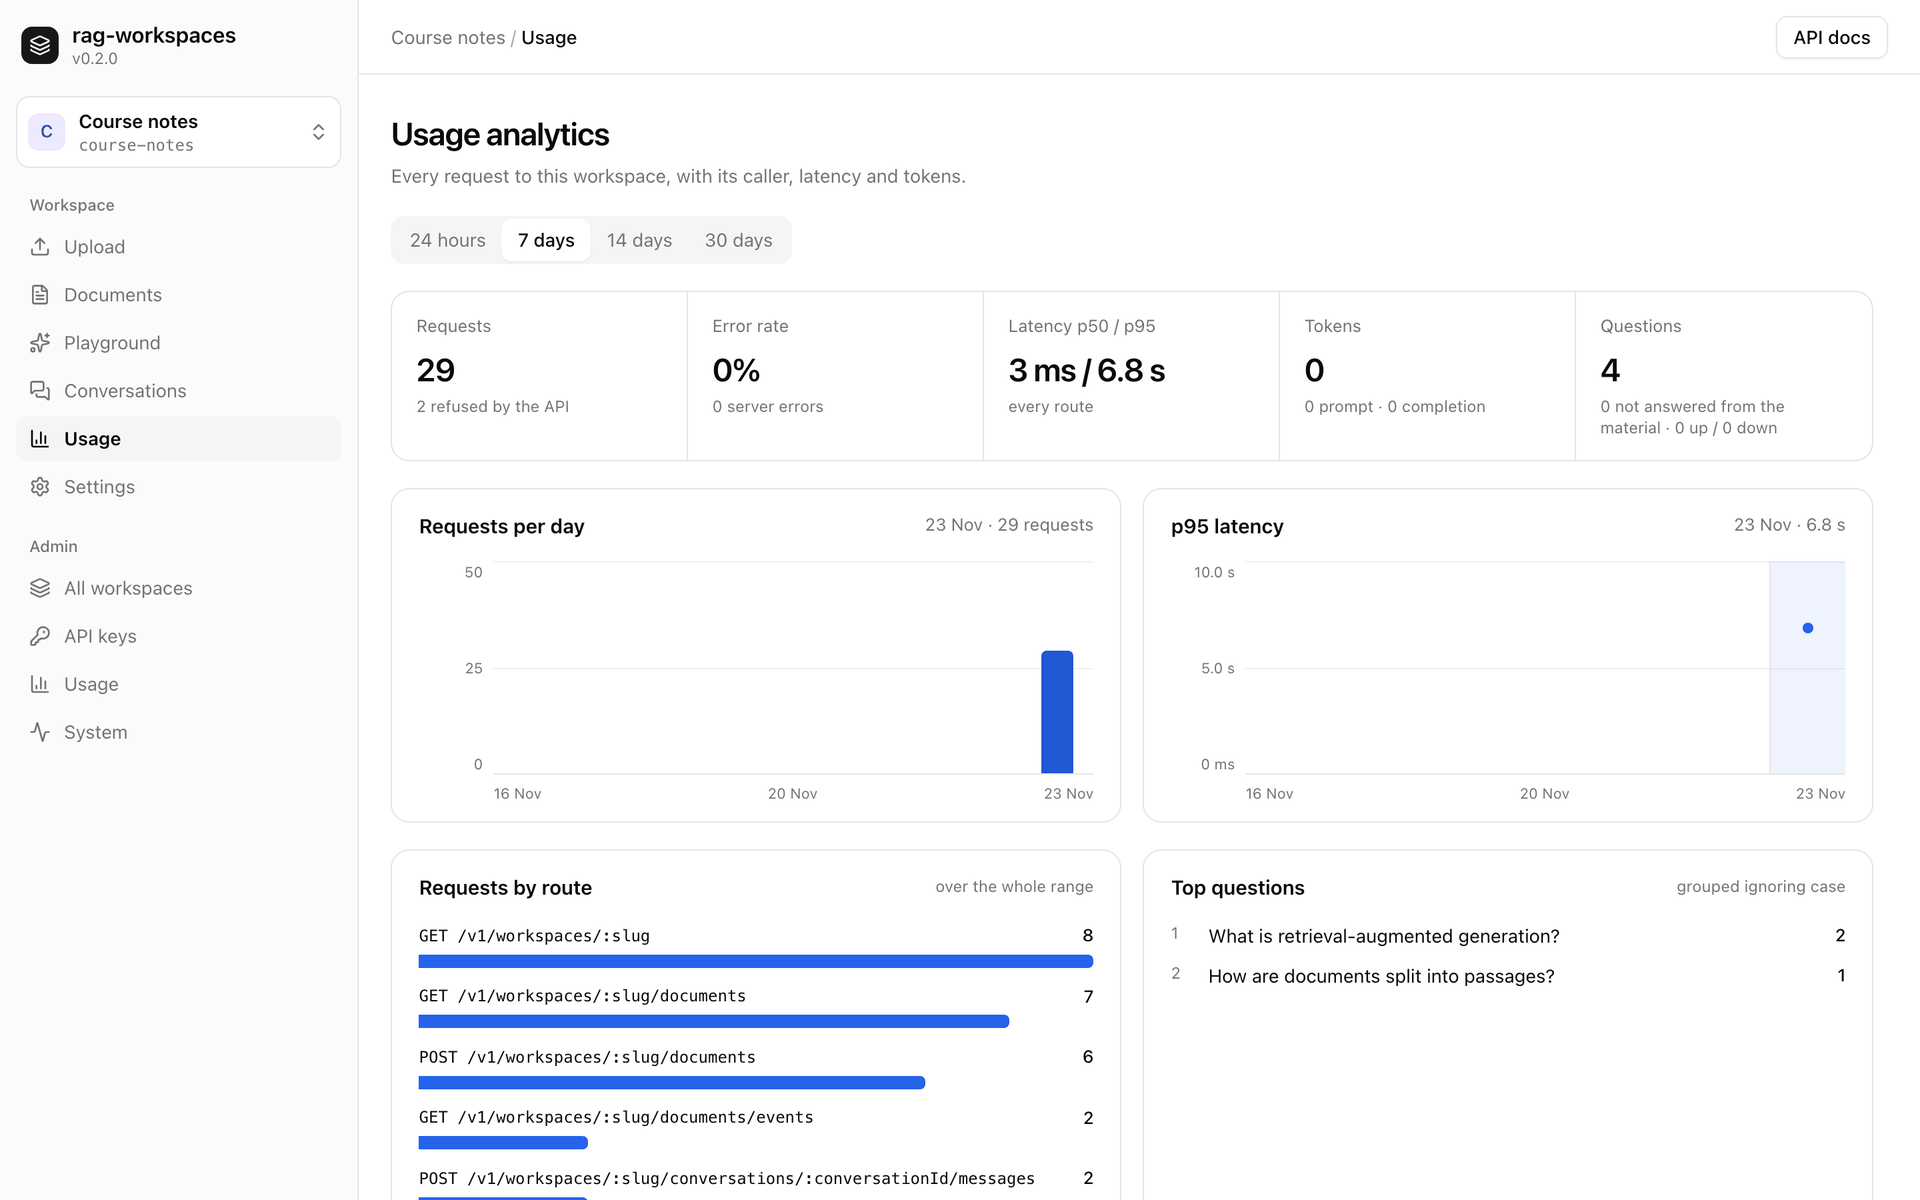 rag-workspaces
v0.2.0
C
Course notes
course-notes
Workspace
Upload
Documents
Playground
Conversations
Usage
Settings
Admin
All workspaces
API keys
Usage
System
Course notes / Usage
API docs
Usage analytics
Every request to this workspace, with its caller, latency and tokens.
24 hours 7 days 14 days 30 days
Requests
29
2 refused by the API
Error rate
0%
0 server errors
Latency p50 / p95
3 ms / 6.8 s
every route
Tokens
0
0 prompt · 0 completion
Questions
4
0 not answered from the
material · 0 up / 0 down
Requests per day
23 Nov · 29 requests
50
25
0
16 Nov 20 Nov 23 Nov
p95 latency
23 Nov · 6.8 s
10.0 s
5.0 s
0 ms
16 Nov 20 Nov 23 Nov
Requests by route
over the whole range
GET /v1/workspaces/:slug 8
GET /v1/workspaces/:slug/documents 7
POST /v1/workspaces/:slug/documents 6
GET /v1/workspaces/:slug/documents/events 2
POST /v1/workspaces/:slug/conversations/:conversationId/messages 2
Top questions
grouped ignoring case
1 What is retrieval-augmented generation? 2
2 How are documents split into passages? 1